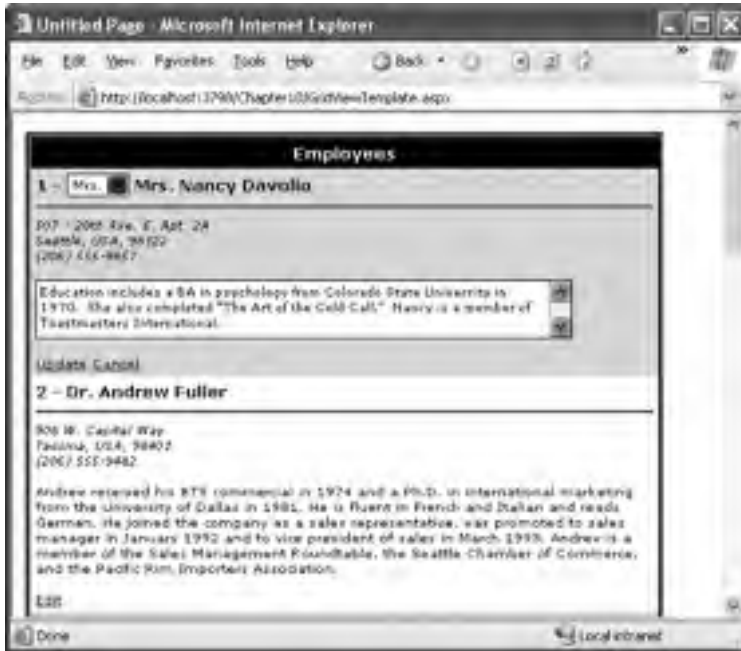 Untitled Page - Microsoft Internet Explorer
File Edit View Favorites Tools Help Back
Address http://localhost:3798/Chapter10/GridViewTemplate.aspx
Employees
1 - Mrs. Mrs. Nancy Davolio
507 - 20th Ave. E. Apt. 2A
Seattle, USA, 98122
(206) 555-9857
Education includes a BA in psychology from Colorado State University in
1970. She also completed "The Art of the Cold Call." Nancy is a member of
Toastmasters International.
Update Cancel
2 - Dr. Andrew Fuller
908 W. Capital Way
Tacoma, USA, 98401
(206) 555-9482
Andrew received his BTS commercial in 1974 and a Ph.D. in international marketing
from the University of Dallas in 1981. He is fluent in French and Italian and reads
German. He joined the company as a sales representative, was promoted to sales
manager in January 1992 and to vice president of sales in March 1993. Andrew is a
member of the Sales Management Roundtable, the Seattle Chamber of Commerce,
and the Pacific Rim Importers Association.
Edit
Done Local intranet